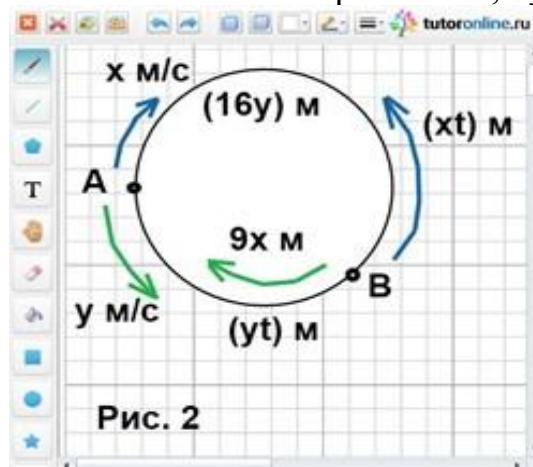 tutoronline.ru
x м/с
(16y) м
(xt) м
A
T
9x м
B
y м/с
(yt) м
Рис. 2